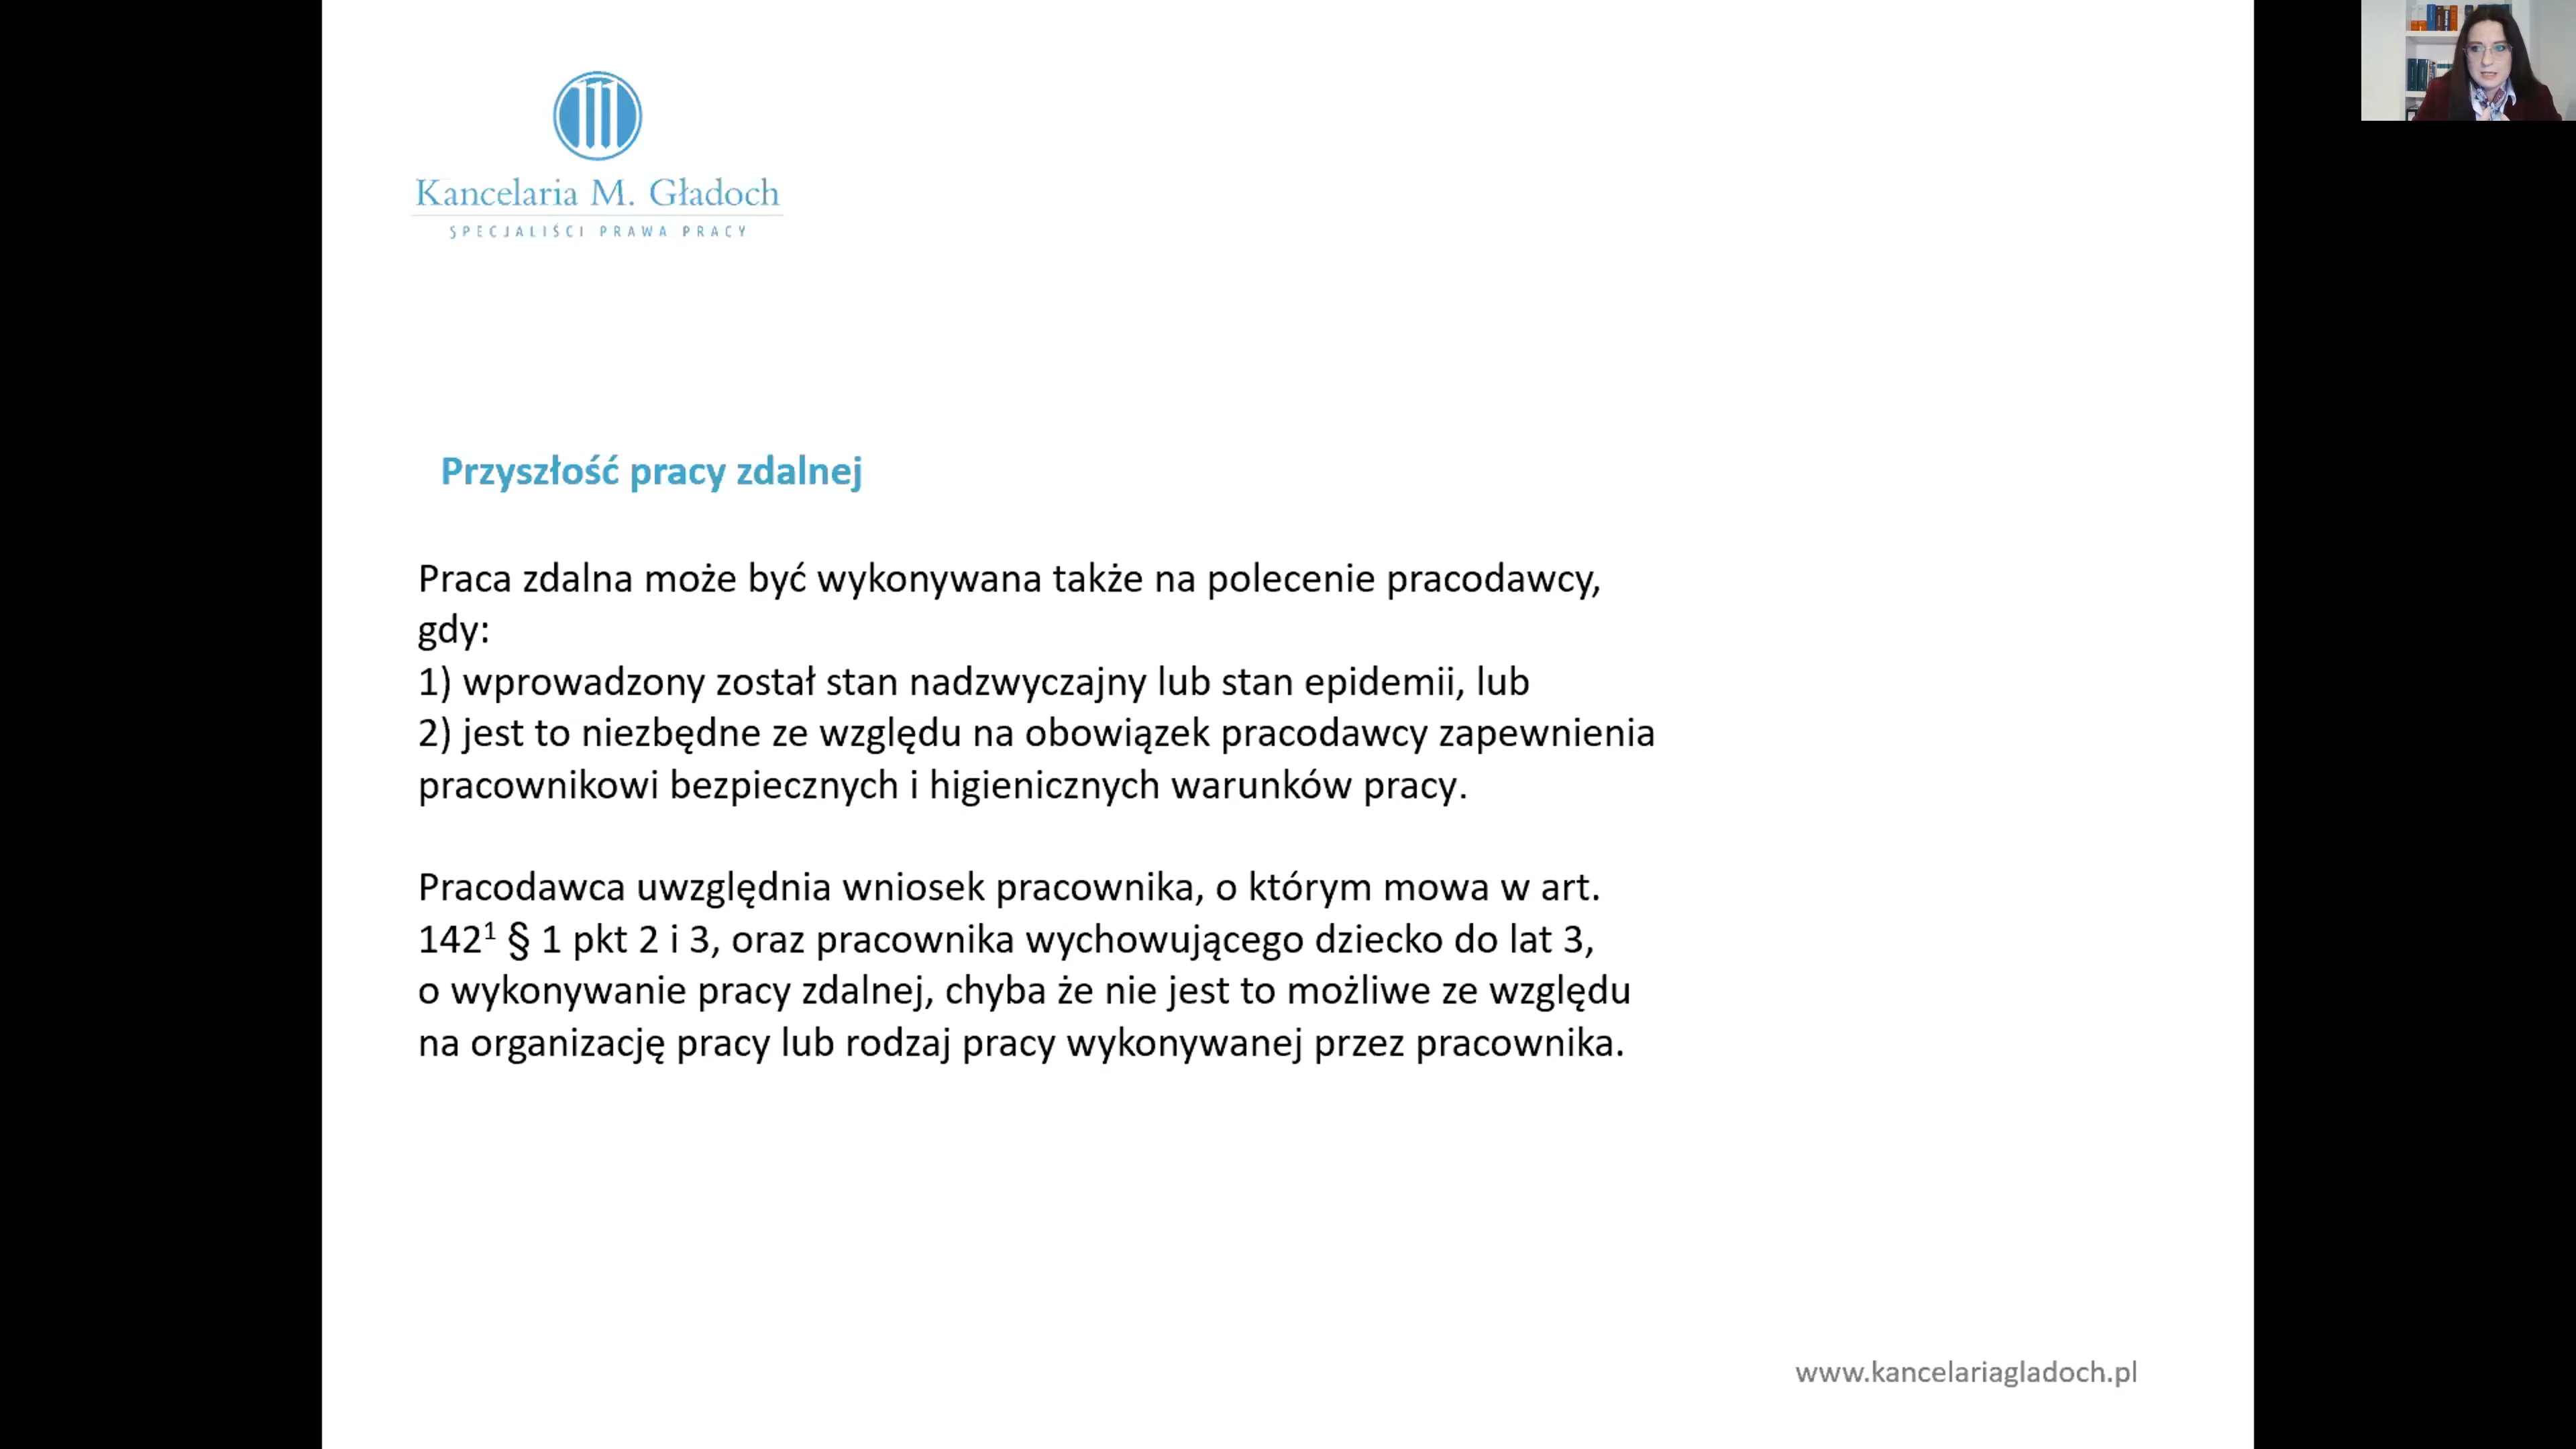 Kancelaria M. Gładoch
SPECJALIŚCI PRAWA PRACY
Przyszłość pracy zdalnej
Praca zdalna może być wykonywana także na polecenie pracodawcy,
gdy:
1) wprowadzony został stan nadzwyczajny lub stan epidemii, lub
2) jest to niezbędne ze względu na obowiązek pracodawcy zapewnienia
pracownikowi bezpiecznych i higienicznych warunków pracy.
Pracodawca uwzględnia wniosek pracownika, o którym mowa w art.
142¹ § 1 pkt 2 i 3, oraz pracownika wychowującego dziecko do lat 3,
o wykonywanie pracy zdalnej, chyba że nie jest to możliwe ze względu
na organizację pracy lub rodzaj pracy wykonywanej przez pracownika.
www.kancelariagladoch.pl